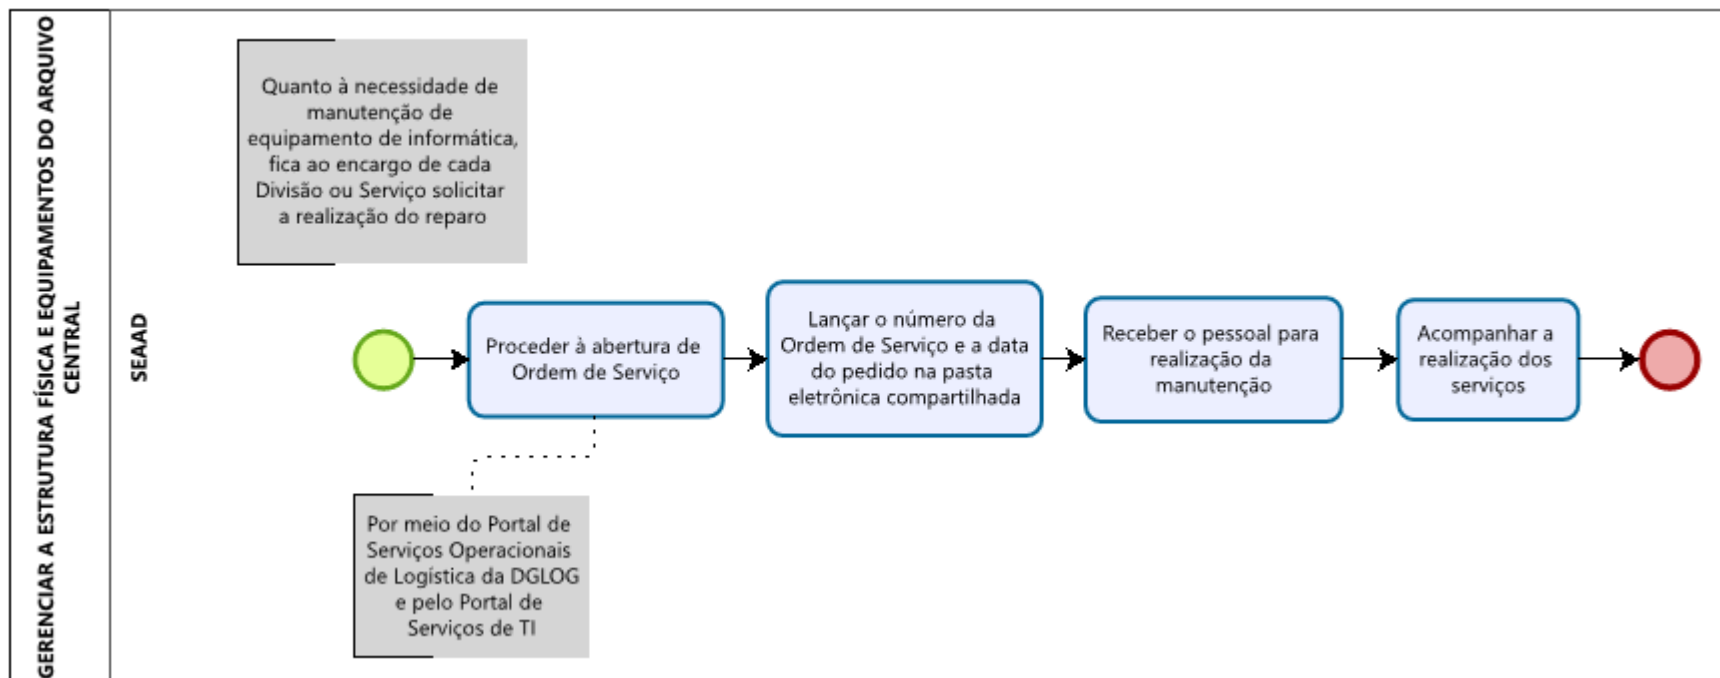 GERENCIAR A ESTRUTURA FÍSICA E EQUIPAMENTOS DO ARQUIVO
CENTRAL
SEAAD
Quanto à necessidade de
manutenção de
equipamento de informática,
fica ao encargo de cada
Divisão ou Serviço solicitar
a realização do reparo
Proceder à abertura de
Ordem de Serviço
Lançar o número da
Ordem de Serviço e a data
do pedido na pasta
eletrônica compartilhada
Receber o pessoal para
realização da
manutenção
Acompanhar a
realização dos
serviços
Por meio do Portal de
Serviços Operacionais
de Logística da DGLOG
e pelo Portal de
Serviços de TI